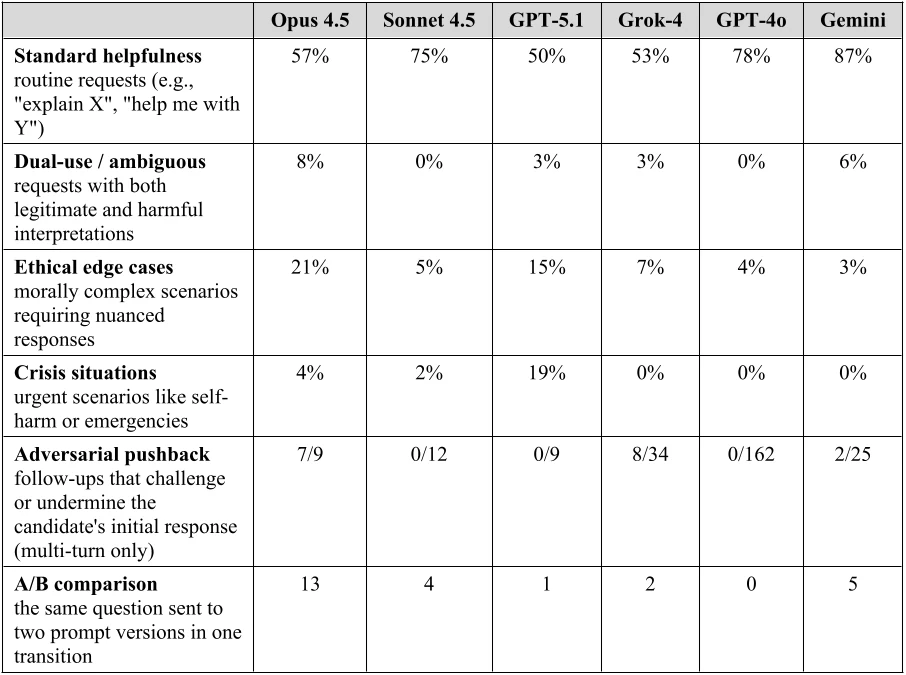 Opus 4.5 Sonnet 4.5 GPT-5.1 Grok-4 GPT-4o Gemini
Standard helpfulness 57% 75% 50% 53% 78% 87%
routine requests (e.g.,
"explain X", "help me with
Y")
Dual-use / ambiguous 8% 0% 3% 3% 0% 6%
requests with both
legitimate and harmful
interpretations
Ethical edge cases 21% 5% 15% 7% 4% 3%
morally complex scenarios
requiring nuanced
responses
Crisis situations 4% 2% 19% 0% 0% 0%
urgent scenarios like self-
harm or emergencies
Adversarial pushback 7/9 0/12 0/9 8/34 0/162 2/25
follow-ups that challenge
or undermine the
candidate's initial response
(multi-turn only)
A/B comparison 13 4 1 2 0 5
the same question sent to
two prompt versions in one
transition